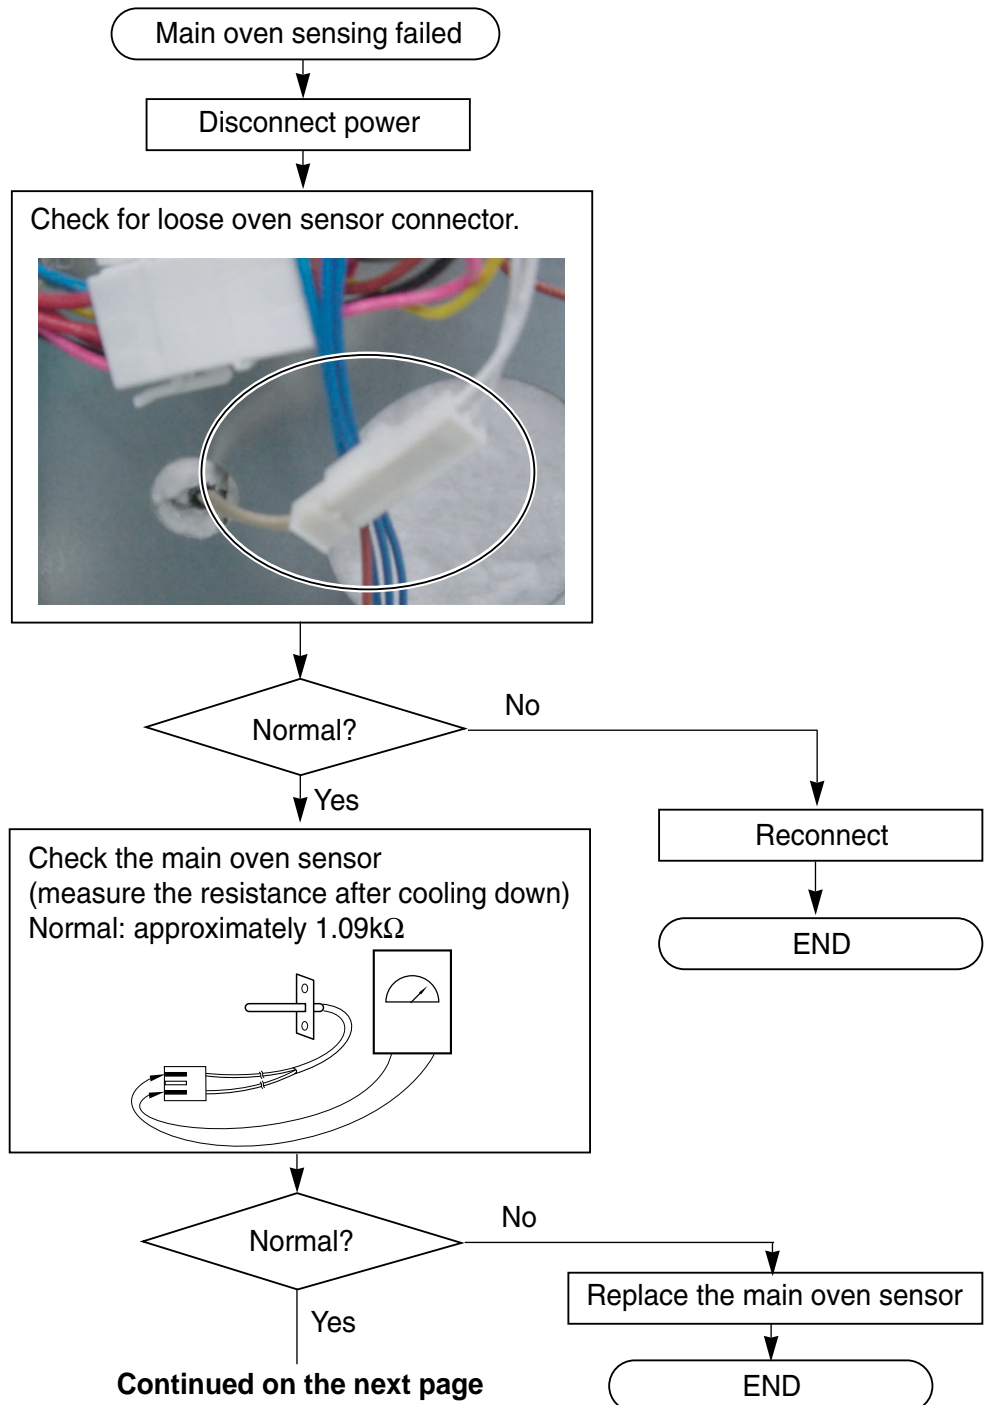 Main oven sensing failed
Disconnect power
Check for loose oven sensor connector.
Normal?
No
Yes
Reconnect
END
Check the main oven sensor
(measure the resistance after cooling down)
Normal: approximately 1.09kΩ
Normal?
No
Yes
Replace the main oven sensor
END
Continued on the next page